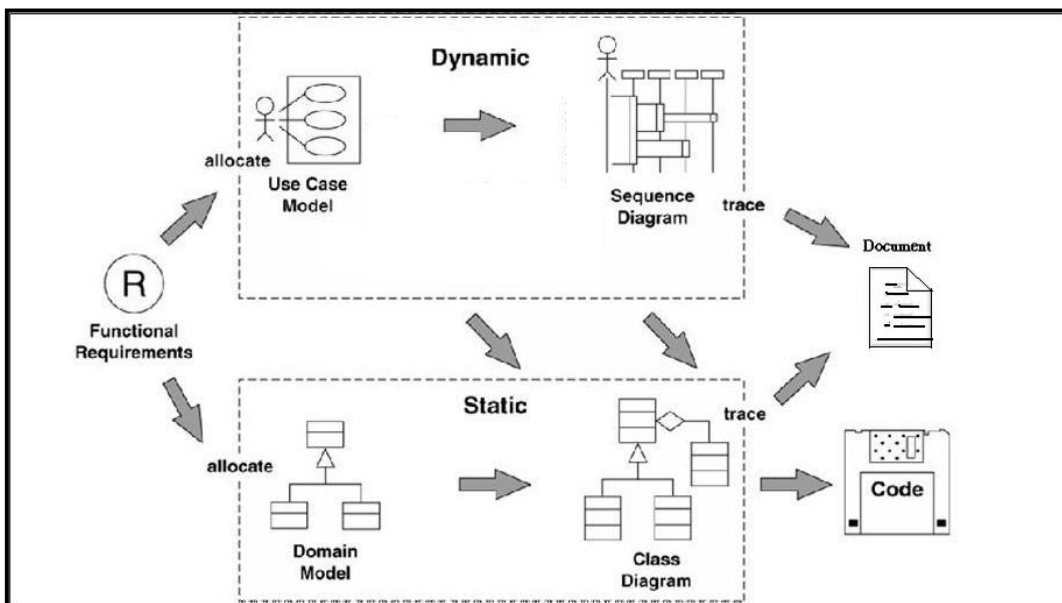 Dynamic
allocate
Use Case
Model
Sequence
Diagram
trace
Document
R
Functional
Requirements
Static
trace
allocate
Domain
Model
Class
Diagram
Code